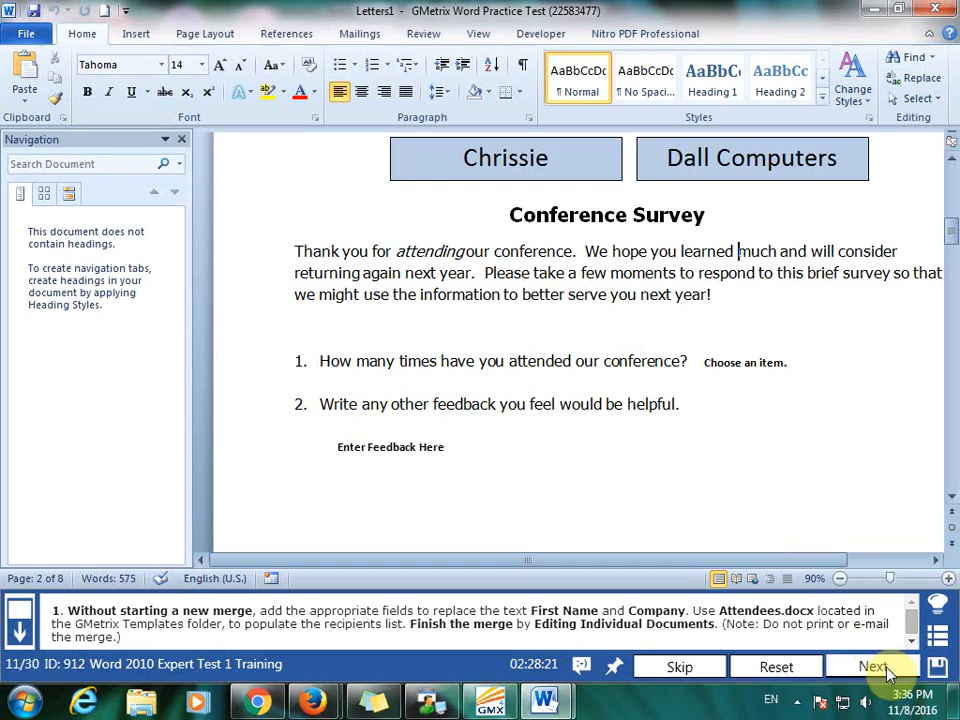 Letters1 - GMetrix Word Practice Test (22583477)
File Home Insert Page Layout References Mailings Review View Developer Nitro PDF Professional
Tahoma 14 Aa AaBbCcDc AaBbCcDc AaBbCc AaBbCc Find
Paste B I U abc x₂ x² A ab A ¶ Normal ¶ No Spaci... Heading 1 Heading 2 Change Styles Replace
Select
Clipboard Font Paragraph Styles Editing
Navigation
Search Document
This document does not
contain headings.
To create navigation tabs,
create headings in your
document by applying
Heading Styles.
Chrissie Dall Computers
Conference Survey
Thank you for attending our conference. We hope you learned much and will consider
returning again next year. Please take a few moments to respond to this brief survey so that
we might use the information to better serve you next year!
1. How many times have you attended our conference? Choose an item.
2. Write any other feedback you feel would be helpful.
Enter Feedback Here
Page: 2 of 8 Words: 575 English (U.S.) 90%
1. Without starting a new merge, add the appropriate fields to replace the text First Name and Company. Use Attendees.docx located in
the GMetrix Templates folder, to populate the recipients list. Finish the merge by Editing Individual Documents. (Note: Do not print or e-mail
the merge.)
11/30 ID: 912 Word 2010 Expert Test 1 Training 02:28:21 Skip Reset Next
GMX EN 3:36 PM
11/8/2016